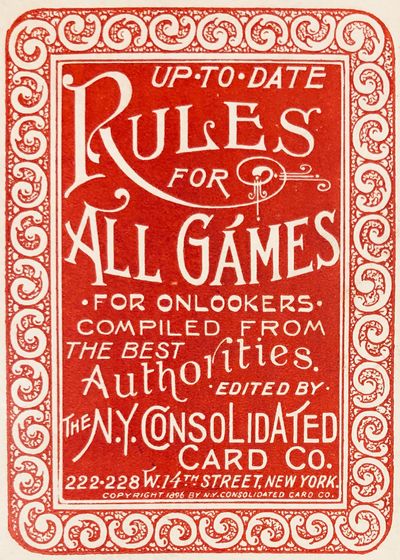 UP·TO·DATE
RULES
FOR
ALL GAMES
·FOR ONLOOKERS·
COMPILED FROM
THE BEST
Authorities.
EDITED BY·
THE N.Y. CONSOLIDATED
CARD CO.
222-228 W. 14TH STREET, NEW YORK.
COPYRIGHT 1896 BY N.Y. CONSOLIDATED CARD CO.